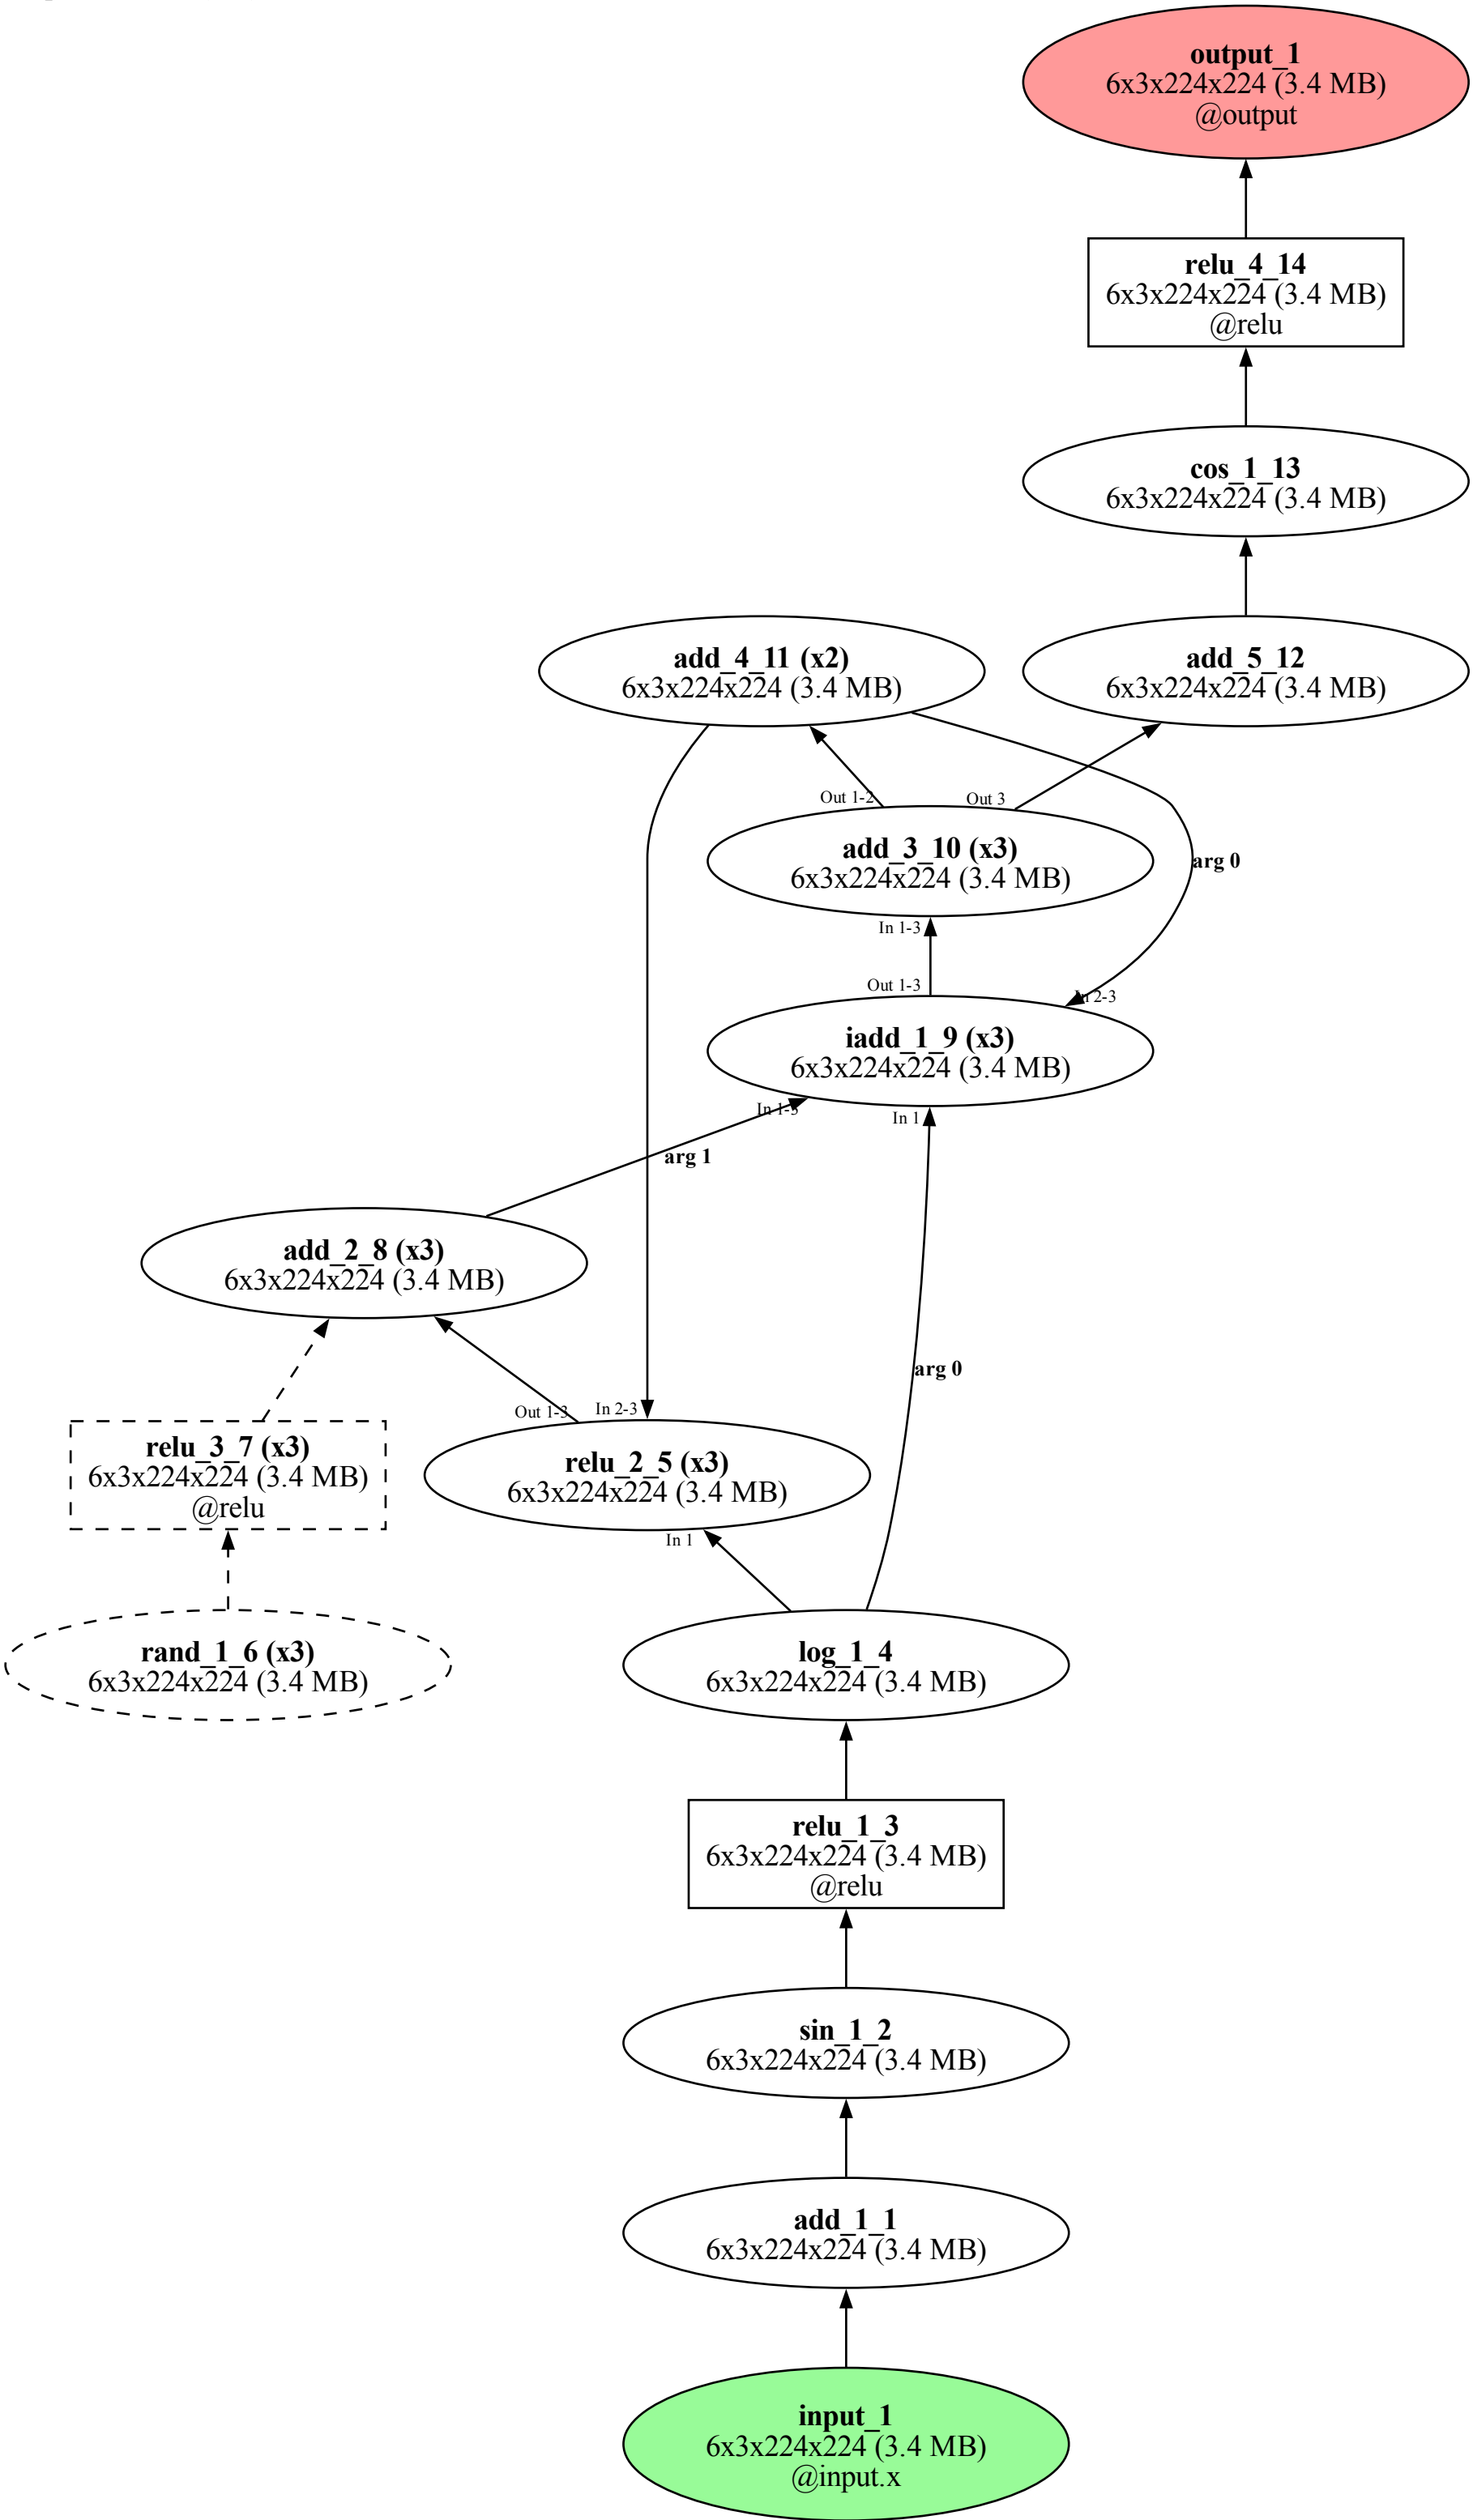 output_1
6x3x224x224 (3.4 MB)
@output
relu_4_14
6x3x224x224 (3.4 MB)
@relu
cos_1_13
6x3x224x224 (3.4 MB)
add_4_11 (x2)
6x3x224x224 (3.4 MB)
add_5_12
6x3x224x224 (3.4 MB)
Out 1-2
Out 3
add_3_10 (x3)
6x3x224x224 (3.4 MB)
arg 0
In 1-3
Out 1-3
In 2-3
iadd_1_9 (x3)
6x3x224x224 (3.4 MB)
In 1-3
In 1
arg 1
add_2_8 (x3)
6x3x224x224 (3.4 MB)
arg 0
Out 1-3
In 2-3
relu_3_7 (x3)
6x3x224x224 (3.4 MB)
@relu
relu_2_5 (x3)
6x3x224x224 (3.4 MB)
In 1
rand_1_6 (x3)
6x3x224x224 (3.4 MB)
log_1_4
6x3x224x224 (3.4 MB)
relu_1_3
6x3x224x224 (3.4 MB)
@relu
sin_1_2
6x3x224x224 (3.4 MB)
add_1_1
6x3x224x224 (3.4 MB)
input_1
6x3x224x224 (3.4 MB)
@input.x